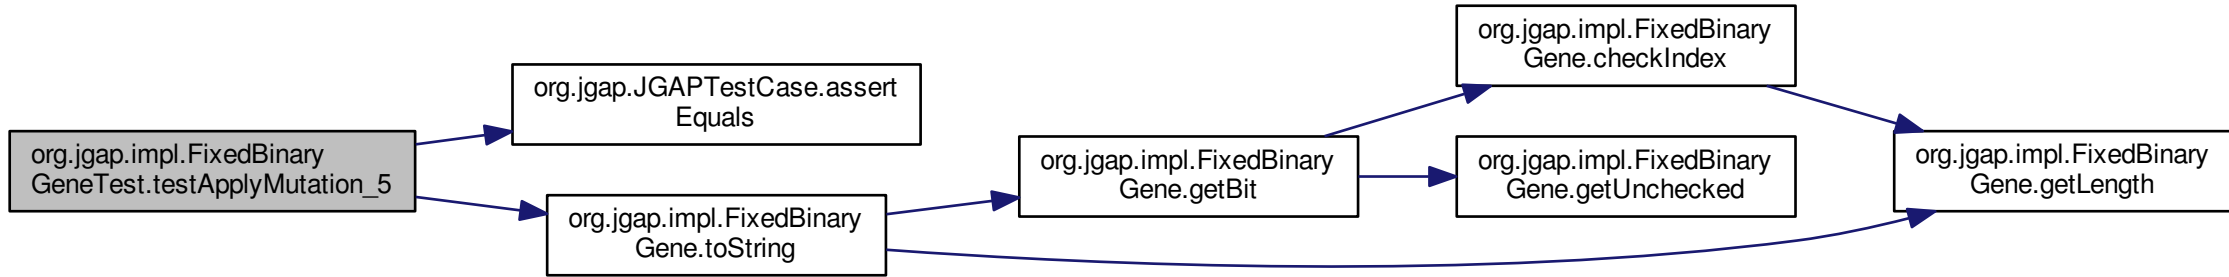 org.jgap.impl.FixedBinary
GeneTest.testApplyMutation_5
org.jgap.JGAPTestCase.assert
Equals
org.jgap.impl.FixedBinary
Gene.toString
org.jgap.impl.FixedBinary
Gene.getBit
org.jgap.impl.FixedBinary
Gene.checkIndex
org.jgap.impl.FixedBinary
Gene.getUnchecked
org.jgap.impl.FixedBinary
Gene.getLength